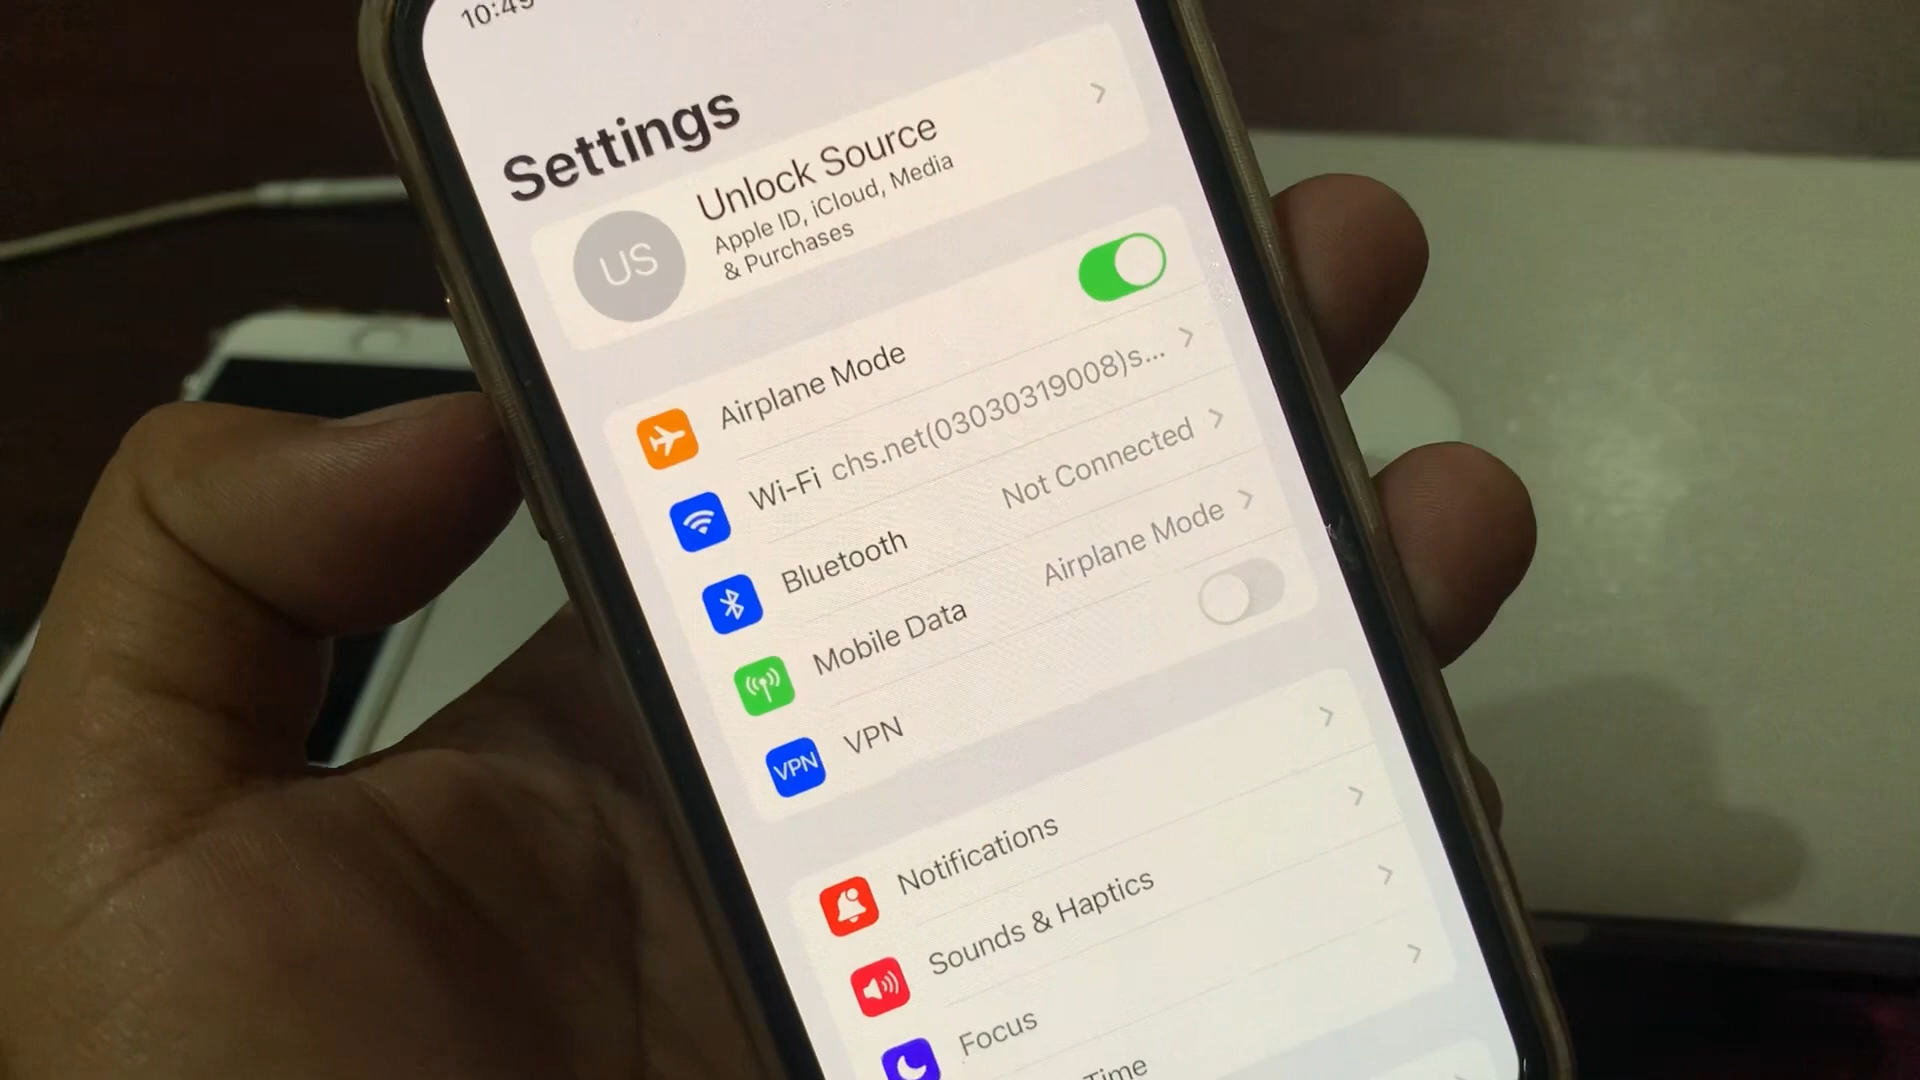 10:49
Settings
US
Unlock Source
Apple ID, iCloud, Media
& Purchases
Airplane Mode
Wi-Fi chs.net(03030319008)s...
Bluetooth Not Connected
Mobile Data Airplane Mode
VPN VPN
Notifications
Sounds & Haptics
Focus
Time